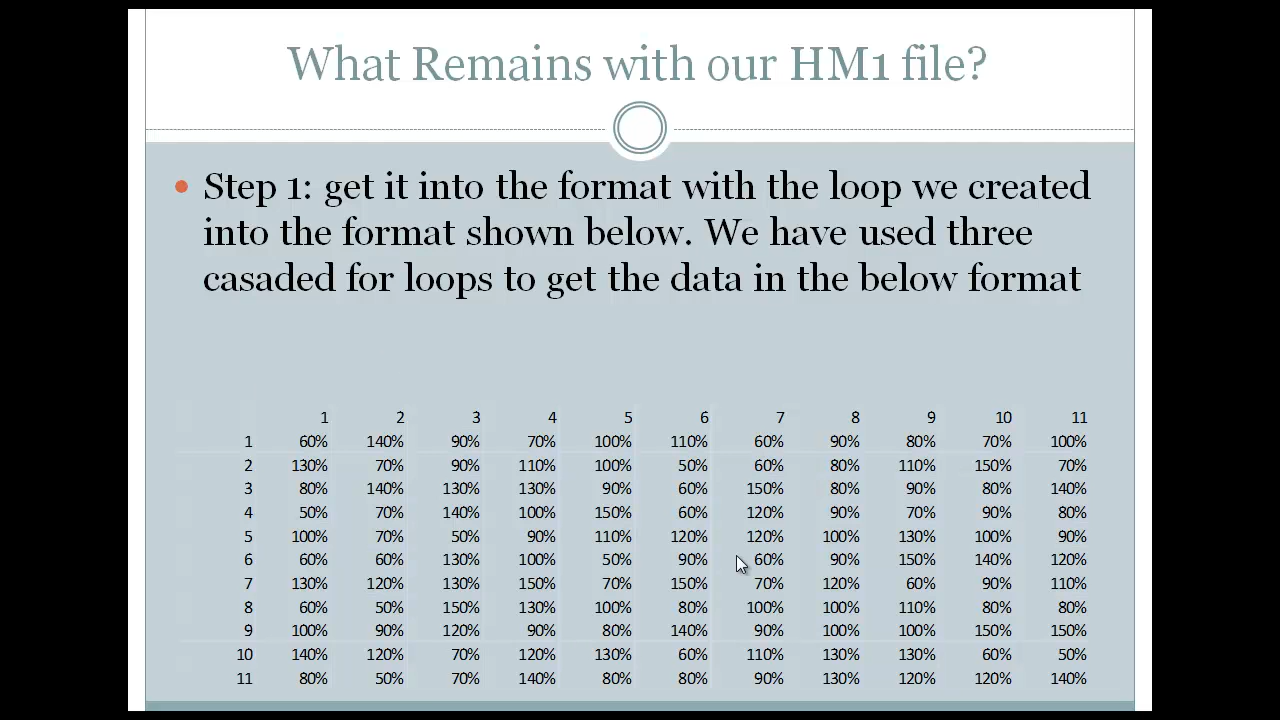 What Remains with our HM1 file?
Step 1: get it into the format with the loop we created
into the format shown below. We have used three
casaded for loops to get the data in the below format
1 2 3 4 5 6 7 8 9 10 11
1 60% 140% 90% 70% 100% 110% 60% 90% 80% 70% 100%
2 130% 70% 90% 110% 100% 50% 60% 80% 110% 150% 70%
3 80% 140% 130% 130% 90% 60% 150% 80% 90% 80% 140%
4 50% 70% 140% 100% 150% 60% 120% 90% 70% 90% 80%
5 100% 70% 50% 90% 110% 120% 120% 100% 130% 100% 90%
6 60% 60% 130% 100% 50% 90% 60% 90% 150% 140% 120%
7 130% 120% 130% 150% 70% 150% 70% 120% 60% 90% 110%
8 60% 50% 150% 130% 100% 80% 100% 100% 110% 80% 80%
9 100% 90% 120% 90% 80% 140% 90% 100% 100% 150% 150%
10 140% 120% 70% 120% 130% 60% 110% 130% 130% 60% 50%
11 80% 50% 70% 140% 80% 80% 90% 130% 120% 120% 140%